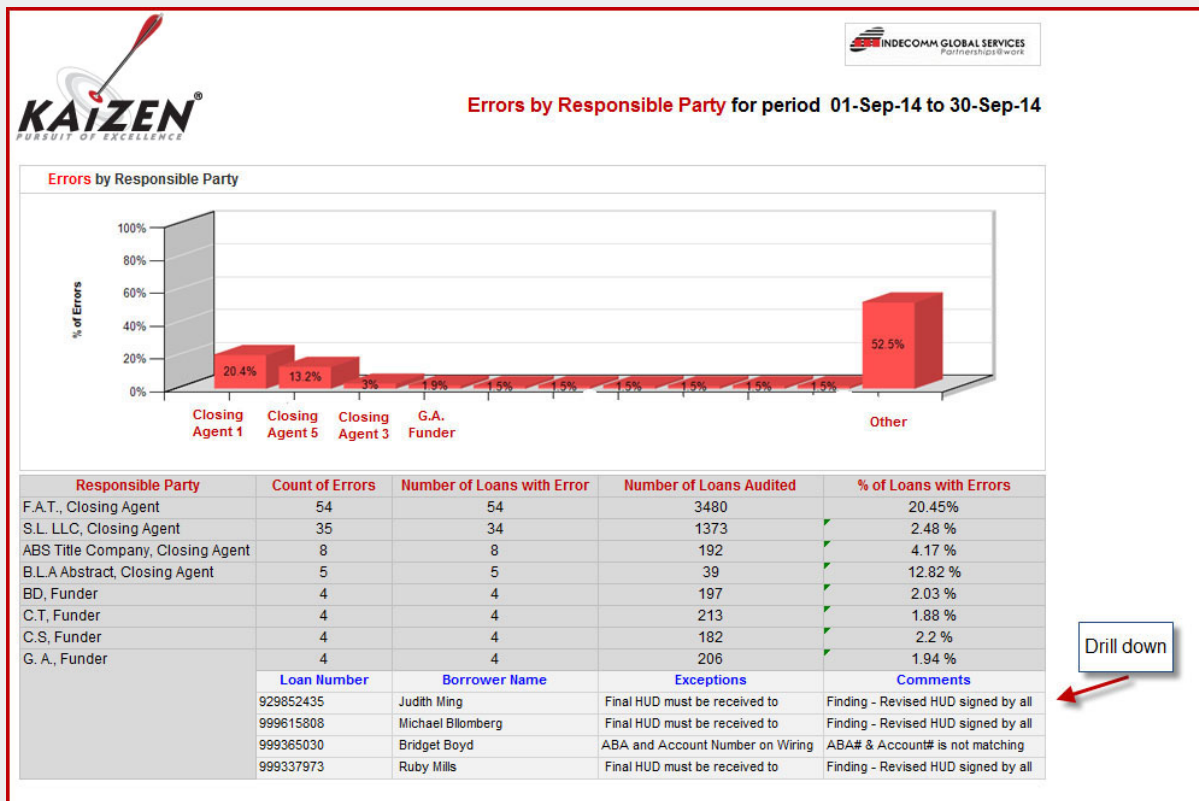 INDECOMM GLOBAL SERVICES
Partnerships@work
KAiZEN®
PURSUIT OF EXCELLENCE
Errors by Responsible Party for period 01-Sep-14 to 30-Sep-14
Errors by Responsible Party
% of Errors
100%
80%
60%
40%
20%
0%
20.4%
13.2%
3%
1.9%
1.5%
1.5%
1.5%
1.5%
1.5%
1.5%
52.5%
Closing Agent 1
Closing Agent 5
Closing Agent 3
G.A. Funder
Other
Responsible Party Count of Errors Number of Loans with Error Number of Loans Audited % of Loans with Errors
F.A.T., Closing Agent 54 54 3480 20.45%
S.L. LLC, Closing Agent 35 34 1373 2.48 %
ABS Title Company, Closing Agent 8 8 192 4.17 %
B.L.A Abstract, Closing Agent 5 5 39 12.82 %
BD, Funder 4 4 197 2.03 %
C.T, Funder 4 4 213 1.88 %
C.S, Funder 4 4 182 2.2 %
G. A., Funder 4 4 206 1.94 %
Loan Number Borrower Name Exceptions Comments
929852435 Judith Ming Final HUD must be received to Finding - Revised HUD signed by all
999615808 Michael Bllomberg Final HUD must be received to Finding - Revised HUD signed by all
999365030 Bridget Boyd ABA and Account Number on Wiring ABA# & Account# is not matching
999337973 Ruby Mills Final HUD must be received to Finding - Revised HUD signed by all
Drill down